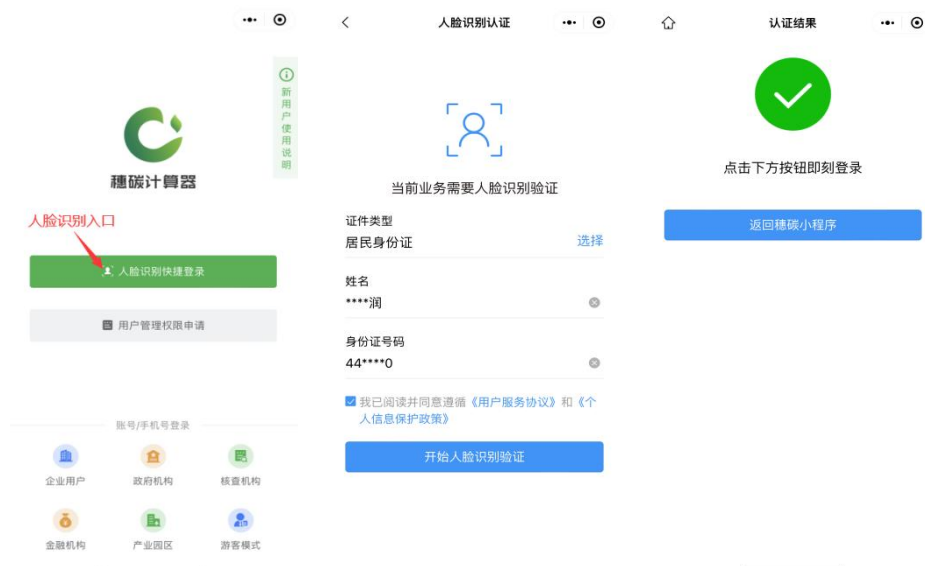 新用户使用说明
穗碳计算器
人脸识别入口
人脸识别快捷登录
用户管理权限申请
账号/手机号登录
企业用户
政府机构
核查机构
金融机构
产业园区
游客模式
人脸识别认证
当前业务需要人脸识别验证
证件类型
居民身份证
选择
姓名
****润
身份证号码
44****0
我已阅读并同意遵循《用户服务协议》和《个
人信息保护政策》
开始人脸识别验证
认证结果
点击下方按钮即刻登录
返回穗碳小程序